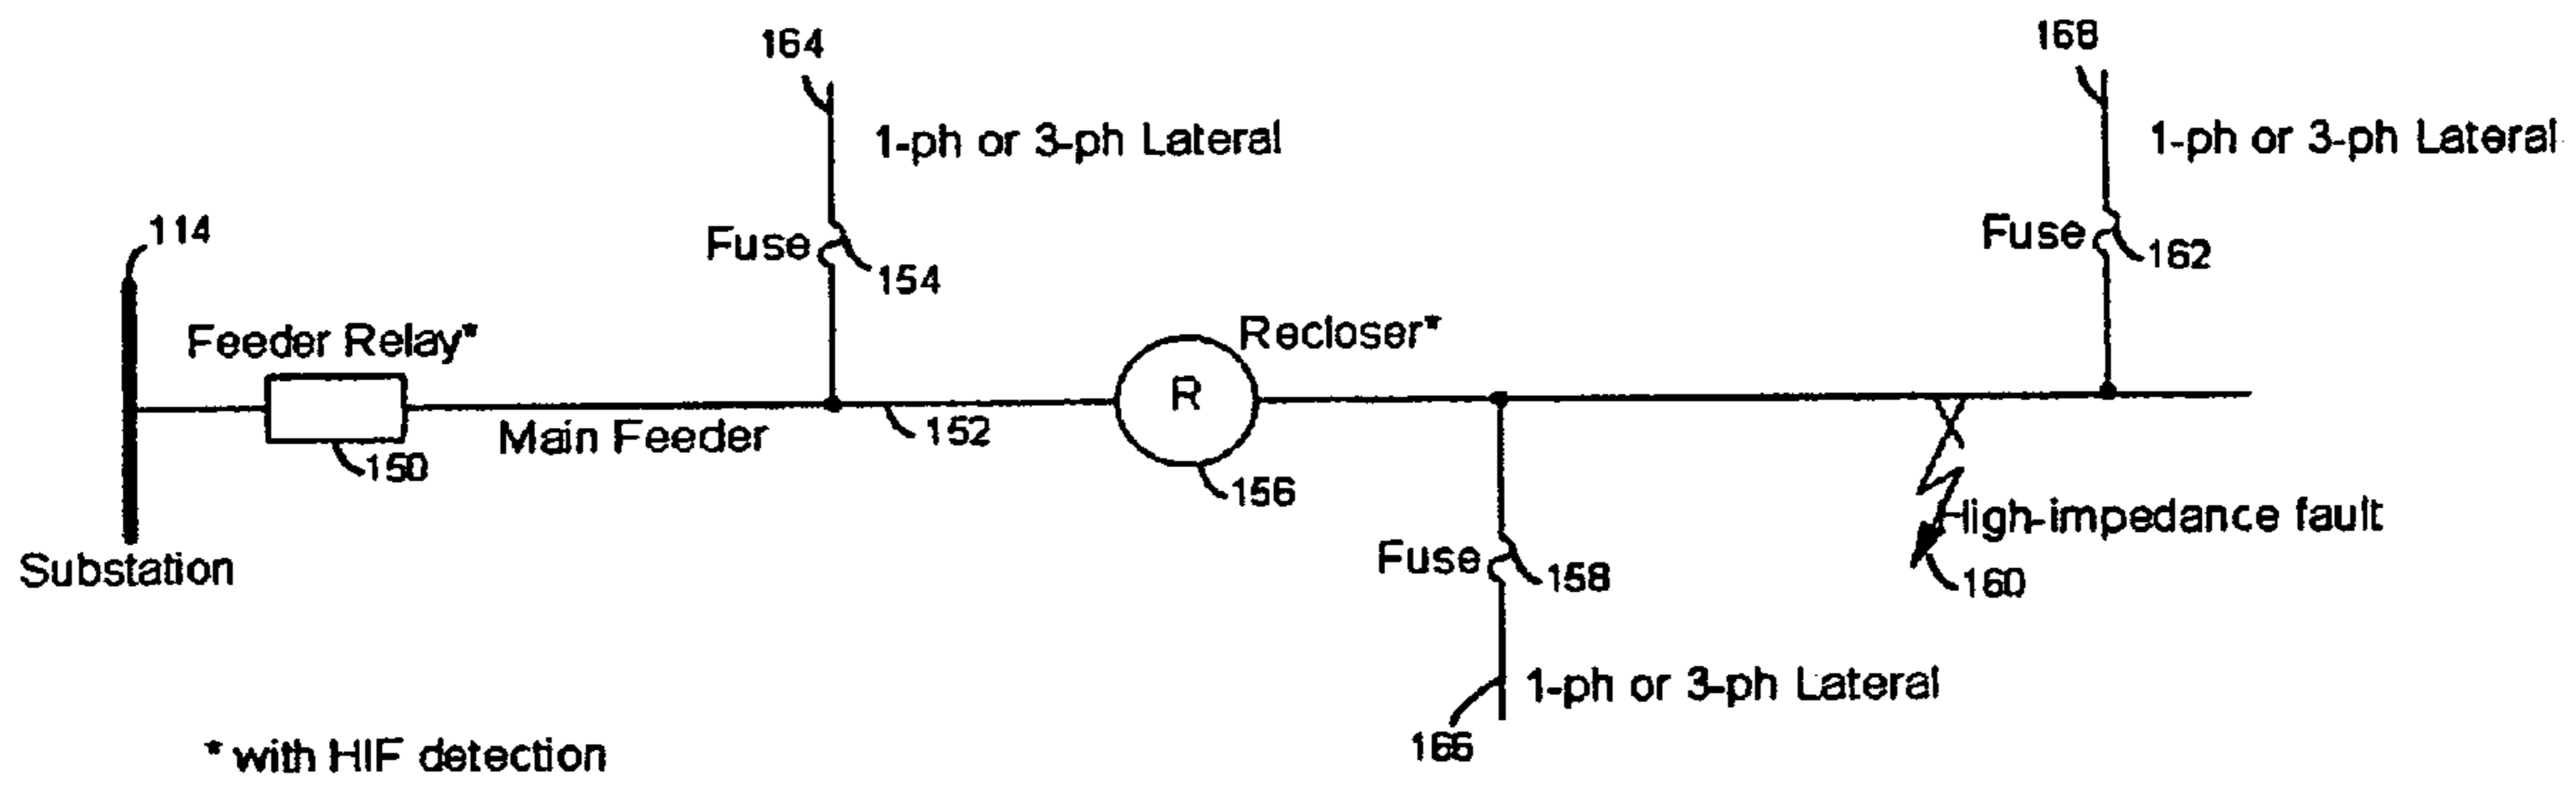 164
168
1-ph or 3-ph Lateral
1-ph or 3-ph Lateral
114
Fuse
154
Fuse
162
Feeder Relay*
Recloser*
R
Main Feeder
152
150
156
High-impedance fault
Substation
Fuse
158
160
1-ph or 3-ph Lateral
166
* with HIF detection